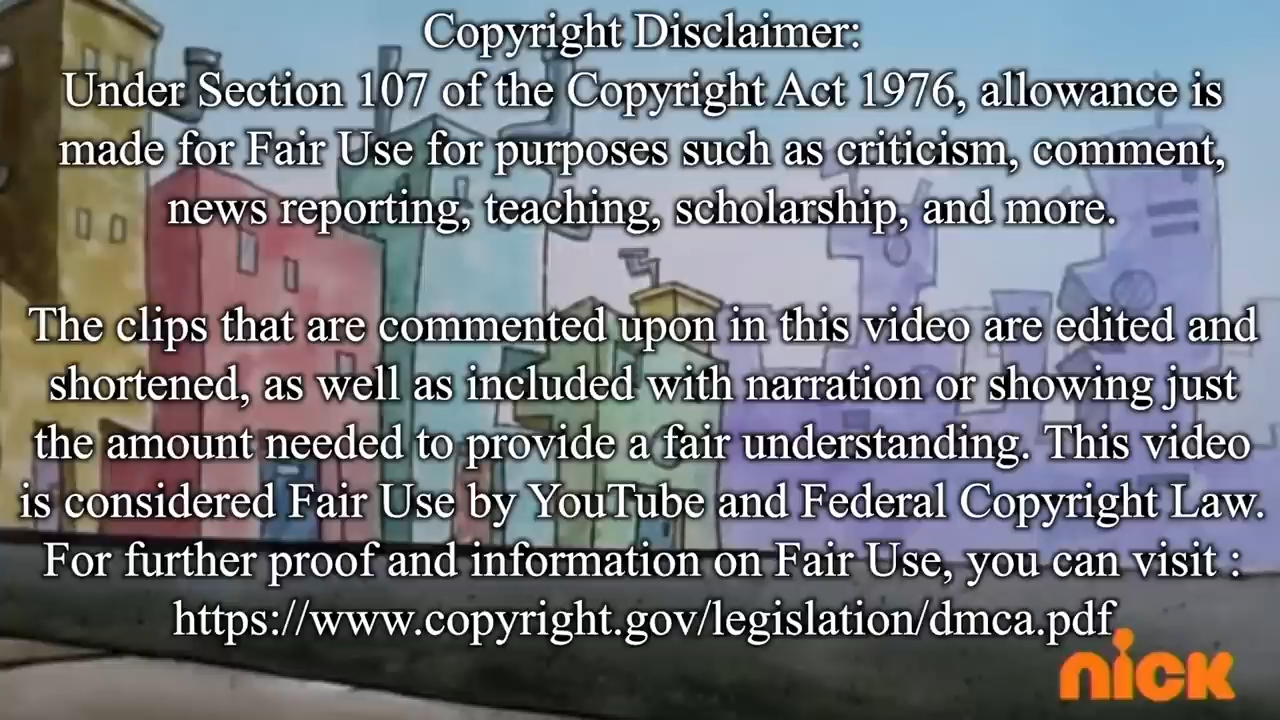 Copyright Disclaimer:
Under Section 107 of the Copyright Act 1976, allowance is
made for Fair Use for purposes such as criticism, comment,
news reporting, teaching, scholarship, and more.
The clips that are commented upon in this video are edited and
shortened, as well as included with narration or showing just
the amount needed to provide a fair understanding. This video
is considered Fair Use by YouTube and Federal Copyright Law.
For further proof and information on Fair Use, you can visit :
https://www.copyright.gov/legislation/dmca.pdf
nick